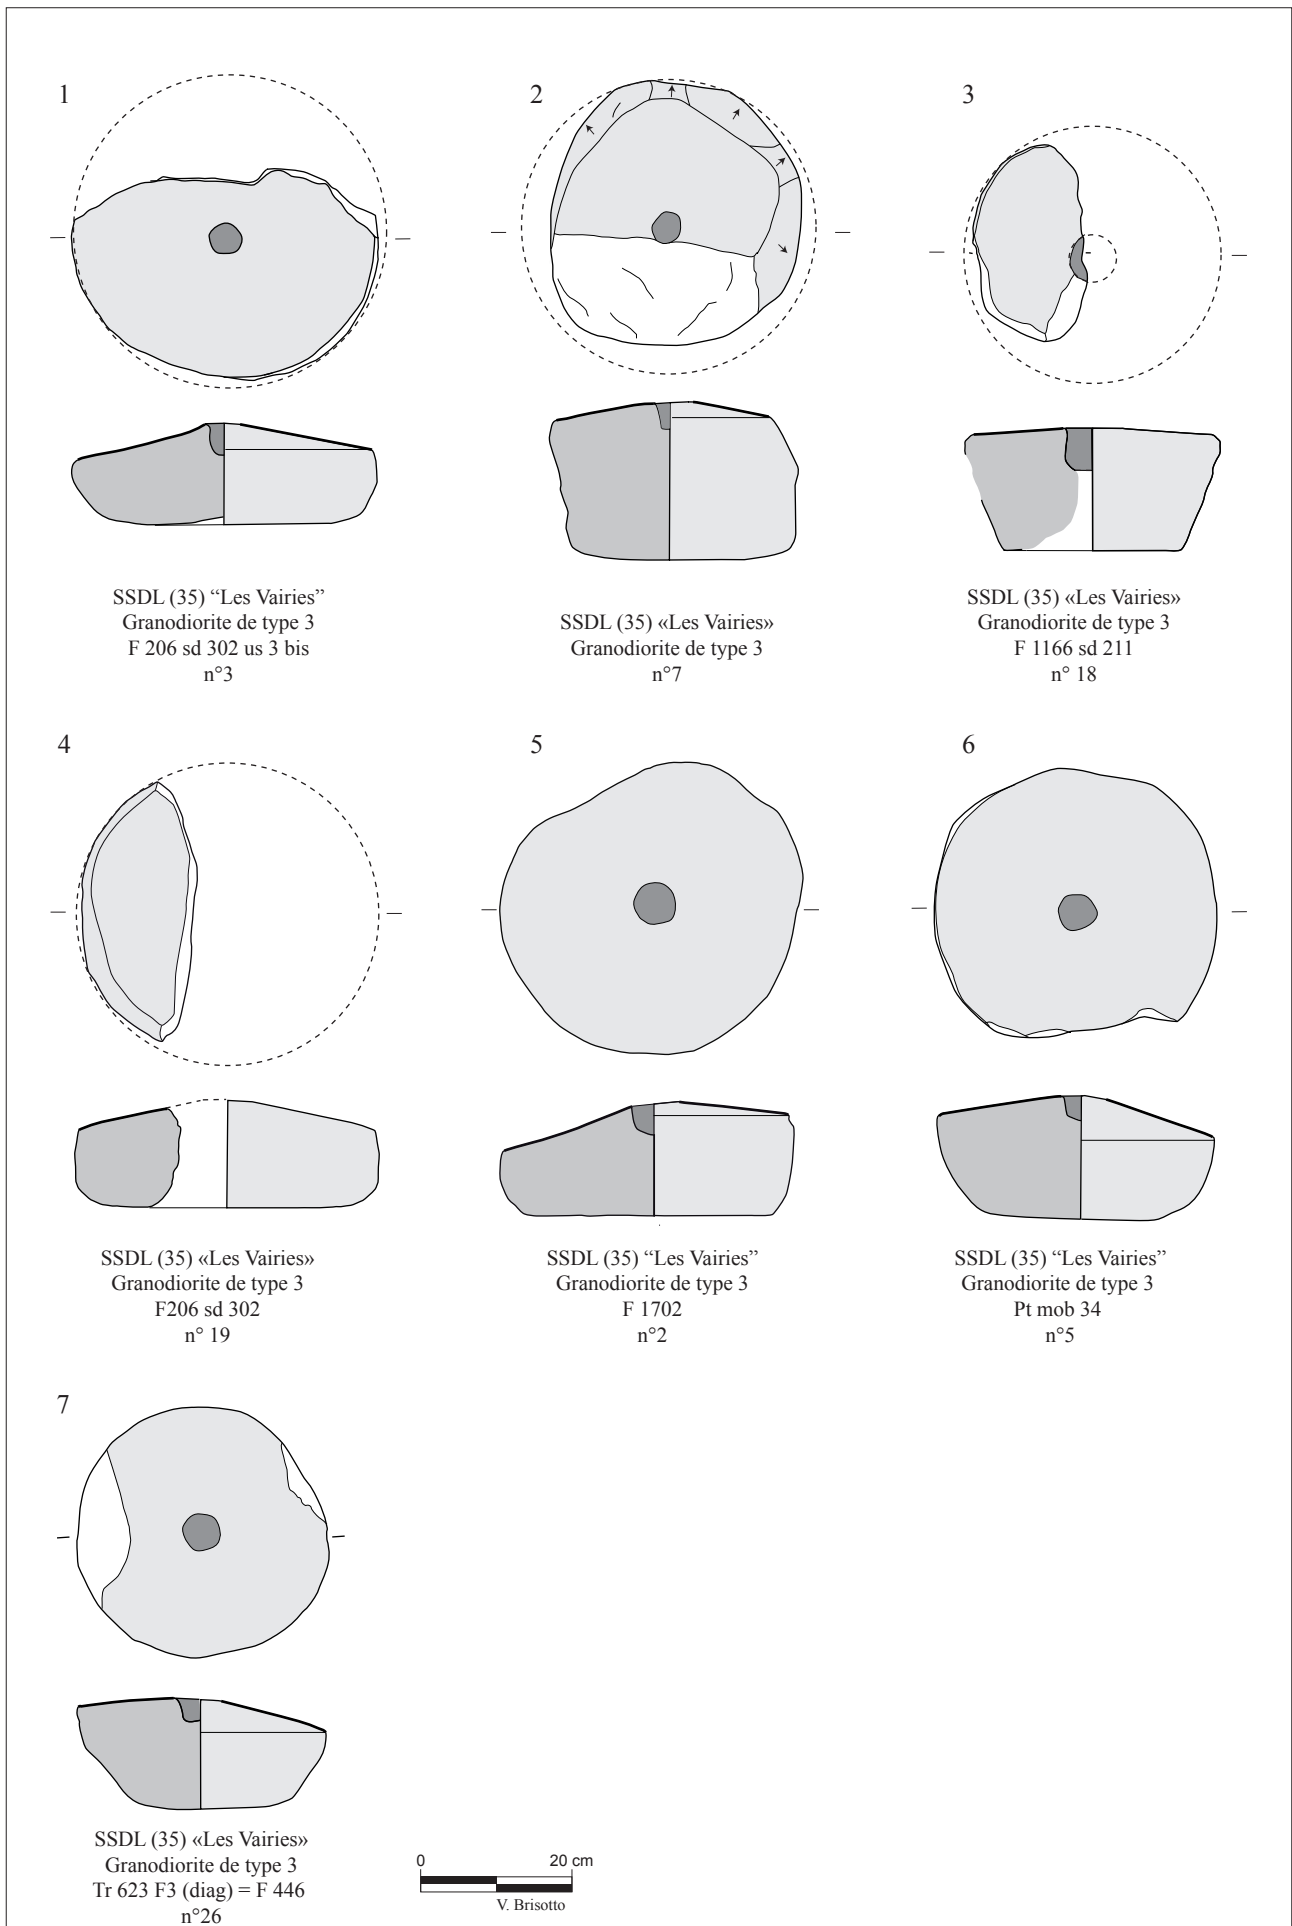 1
2
3
SSDL (35) “Les Vairies”
Granodiorite de type 3
F 206 sd 302 us 3 bis
n°3
SSDL (35) «Les Vairies»
Granodiorite de type 3
n°7
SSDL (35) «Les Vairies»
Granodiorite de type 3
F 1166 sd 211
n° 18
4
5
6
SSDL (35) «Les Vairies»
Granodiorite de type 3
F206 sd 302
n° 19
SSDL (35) “Les Vairies”
Granodiorite de type 3
F 1702
n°2
SSDL (35) “Les Vairies”
Granodiorite de type 3
Pt mob 34
n°5
7
SSDL (35) «Les Vairies»
Granodiorite de type 3
Tr 623 F3 (diag) = F 446
n°26
0 20 cm
V. Brisotto